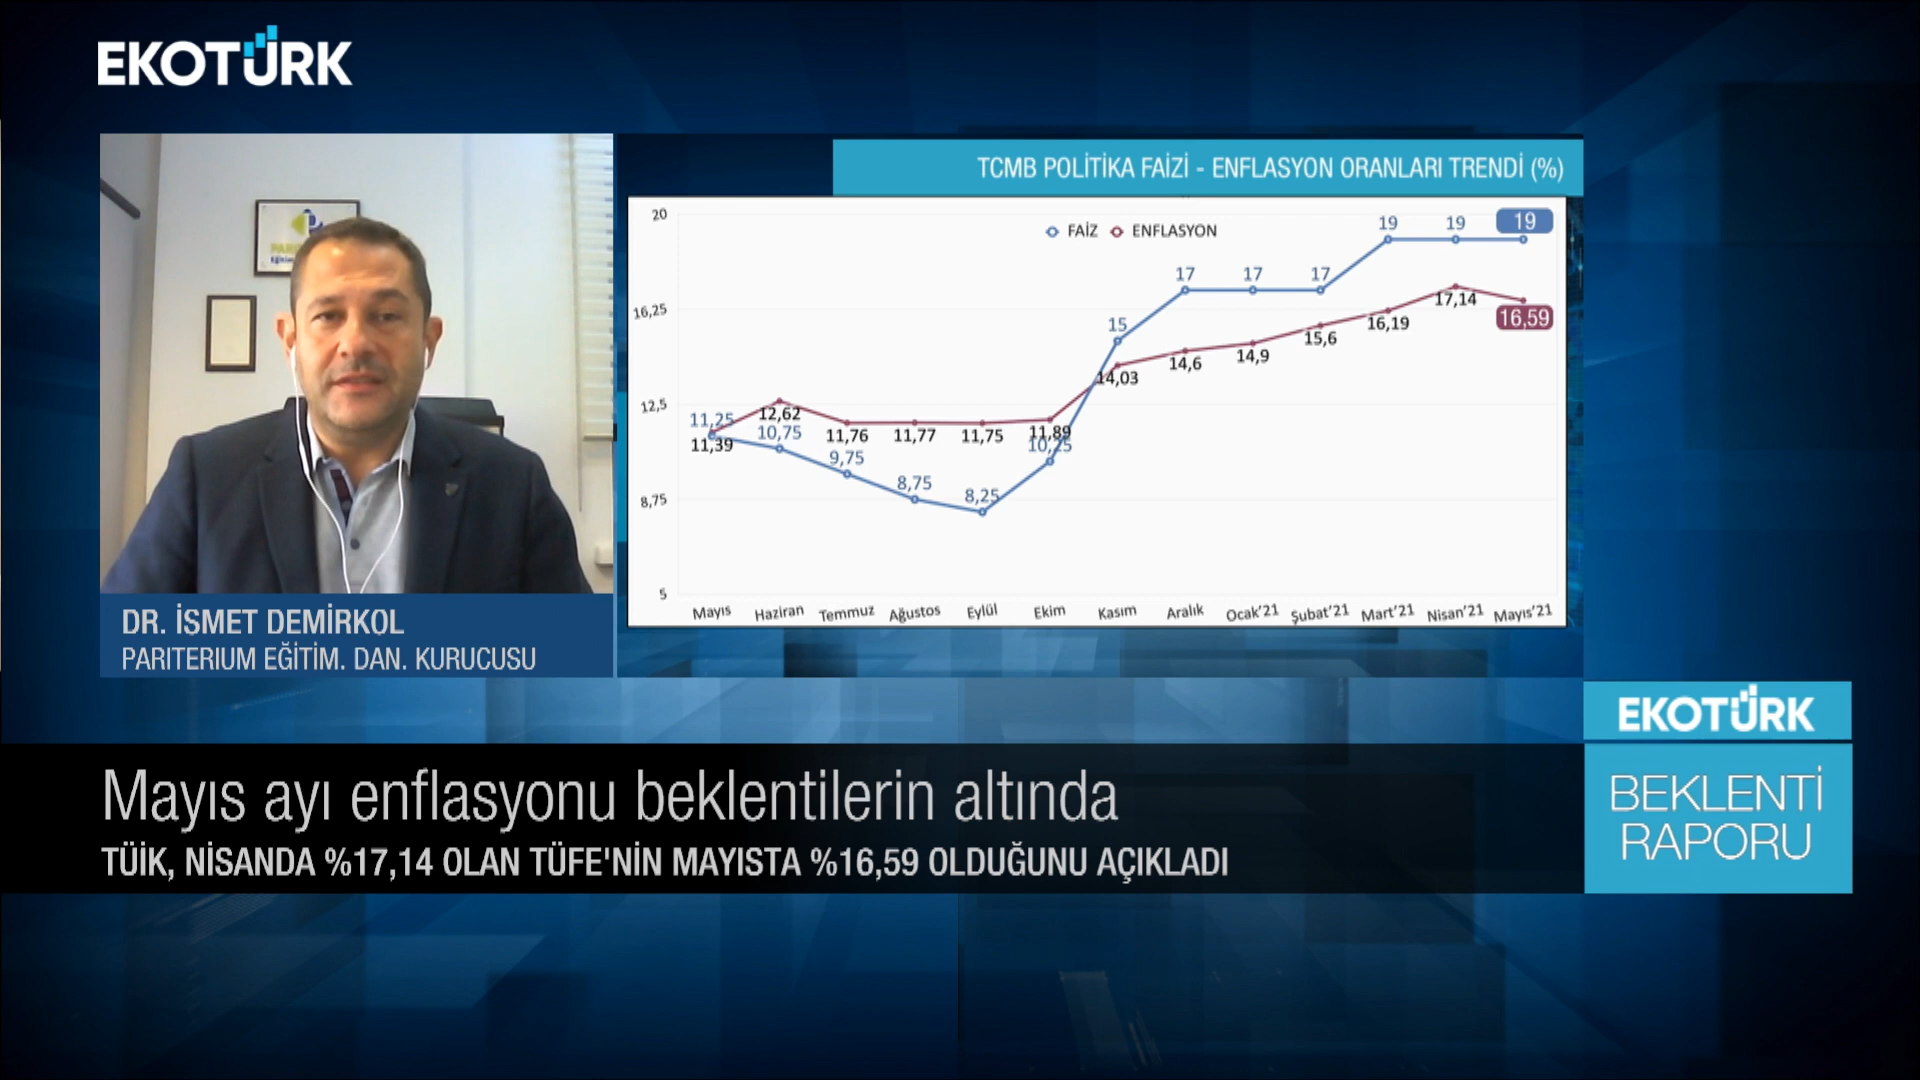 EKOTÜRK
TCMB POLİTİKA FAİZİ - ENFLASYON ORANLARI TRENDİ (%)
FAİZ ENFLASYON
20
16,25
12,5
8,75
5
11,25 10,75 9,75 8,75 8,25 10,25 15 17 17 17 19 19 19
11,39 12,62 11,76 11,77 11,75 11,89 14,03 14,6 14,9 15,6 16,19 17,14 16,59
Mayıs Haziran Temmuz Ağustos Eylül Ekim Kasım Aralık Ocak'21 Şubat'21 Mart'21 Nisan'21 Mayıs'21
DR. İSMET DEMİRKOL
PARITERIUM EĞİTİM. DAN. KURUCUSU
EKOTÜRK
BEKLENTİ
RAPORU
Mayıs ayı enflasyonu beklentilerin altında
TÜİK, NİSANDA %17,14 OLAN TÜFE'NİN MAYISTA %16,59 OLDUĞUNU AÇIKLADI